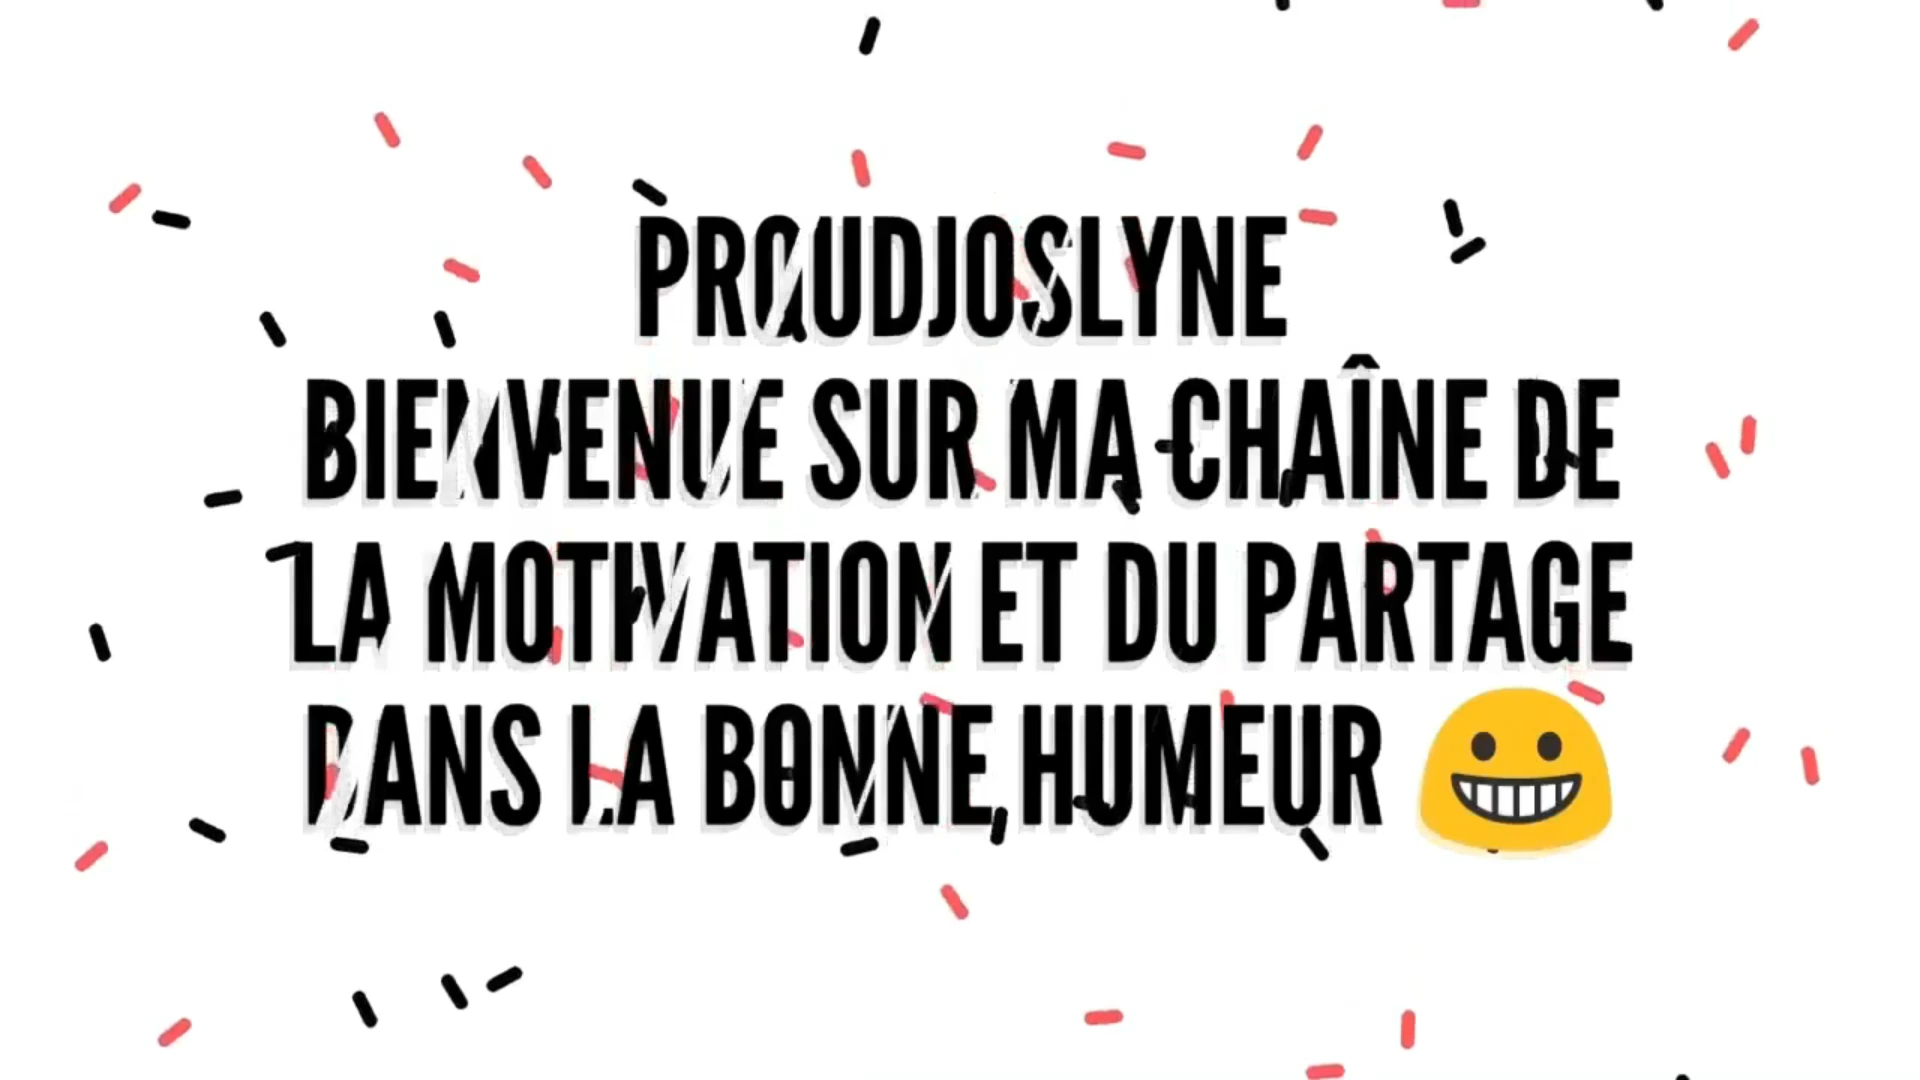 PROUDJOSLYNE
BIENVENUE SUR MA CHAÎNE DE
LA MOTIVATION ET DU PARTAGE
DANS LA BONNE HUMEUR 😀